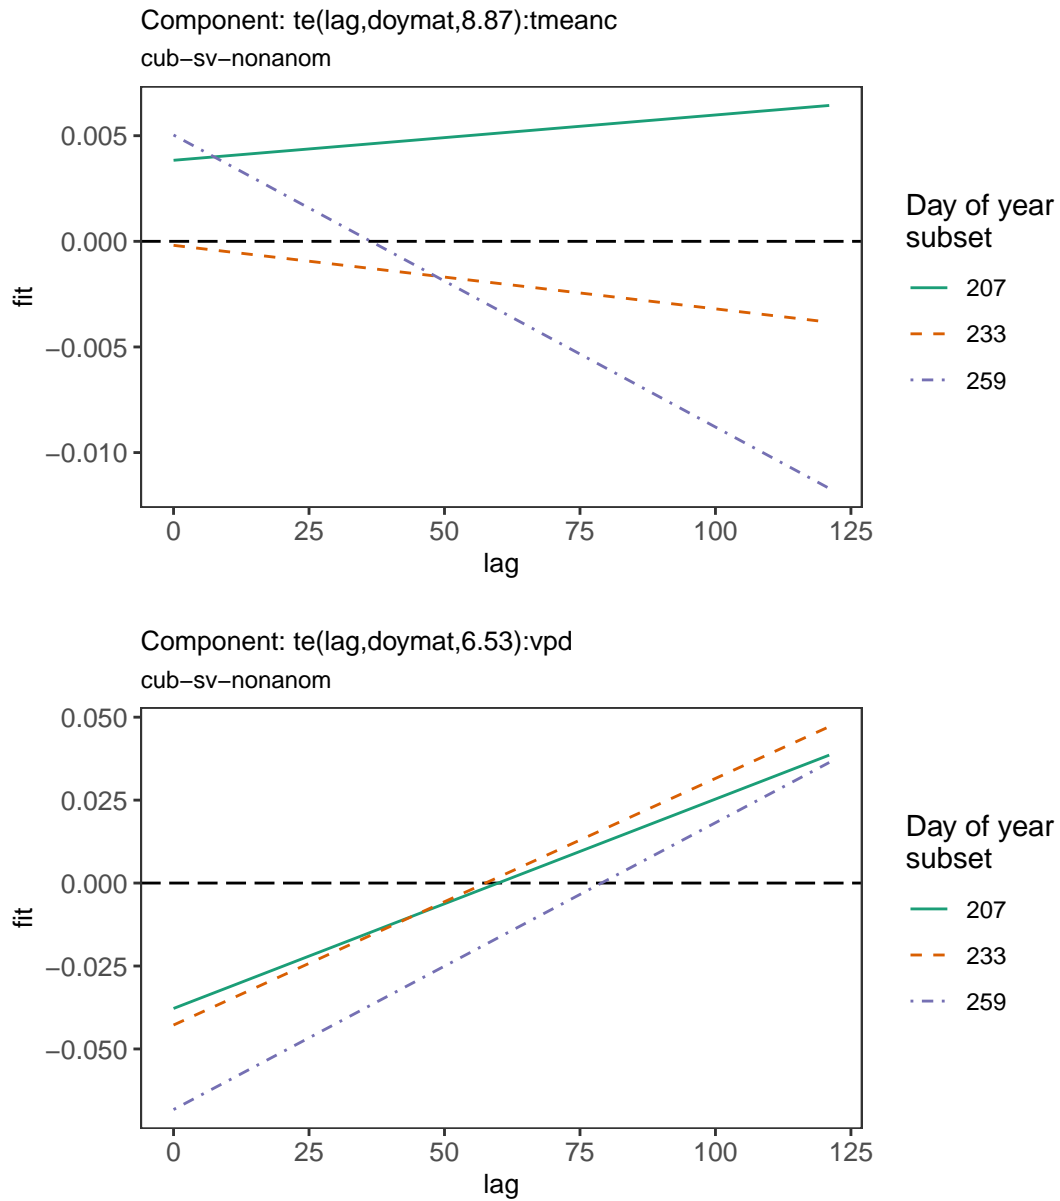 Component: te(lag,doymat,8.87):tmeanc
cub−sv−nonanom
0.005
0.000
−0.005
−0.010
fit
0 25 50 75 100 125
lag
Day of year
subset
207
233
259
Component: te(lag,doymat,6.53):vpd
cub−sv−nonanom
0.050
0.025
0.000
−0.025
−0.050
fit
0 25 50 75 100 125
lag
Day of year
subset
207
233
259